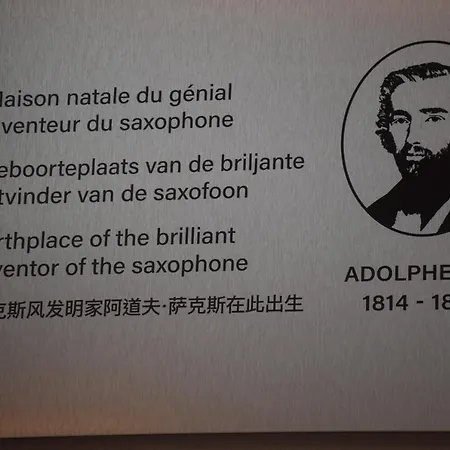 aison natale du génial
venteur du saxophone
eboorteplaats van de briljante
tvinder van de saxofoon
rthplace of the brilliant
ventor of the saxophone
克斯风发明家阿道夫·萨克斯在此出生
ADOLPHE
1814 - 18